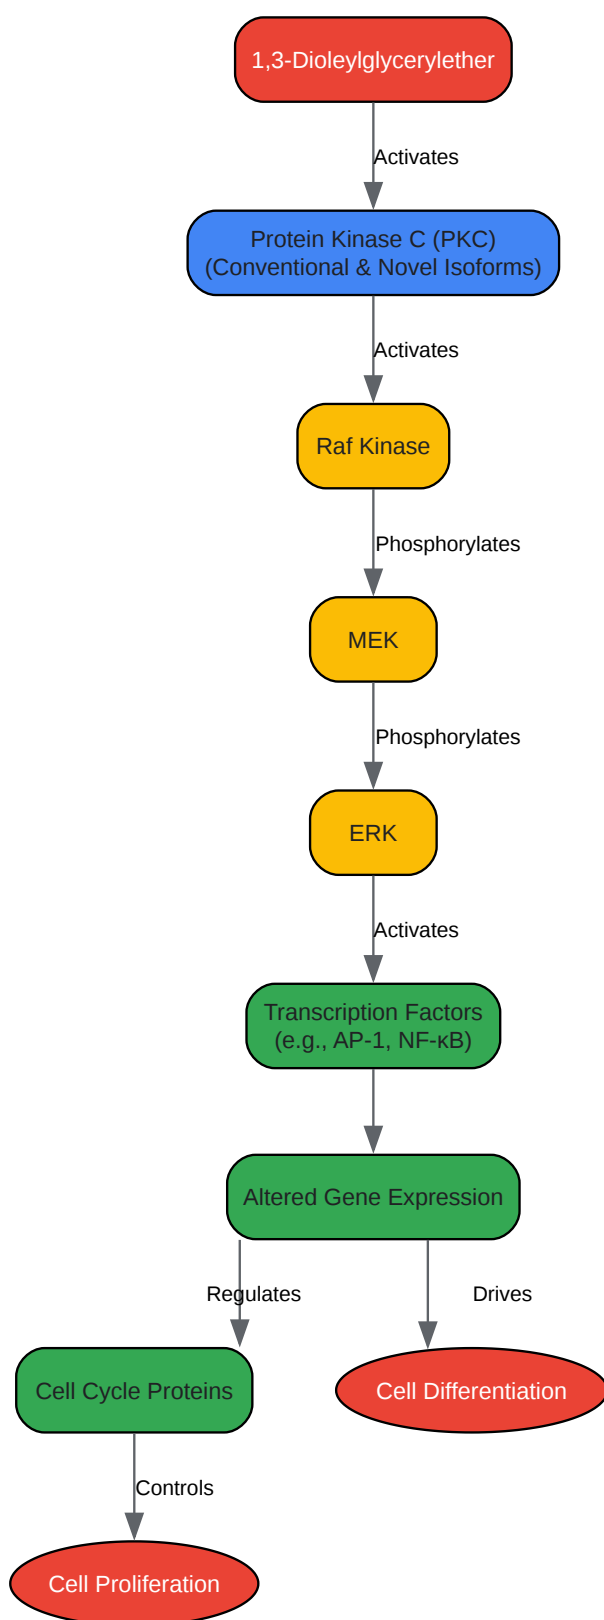 1,3-Dioleylglycerylether
Activates
Protein Kinase C (PKC)
(Conventional & Novel Isoforms)
Activates
Raf Kinase
Phosphorylates
MEK
Phosphorylates
ERK
Activates
Transcription Factors
(e.g., AP-1, NF-κB)
Altered Gene Expression
Regulates
Drives
Cell Cycle Proteins
Cell Differentiation
Controls
Cell Proliferation